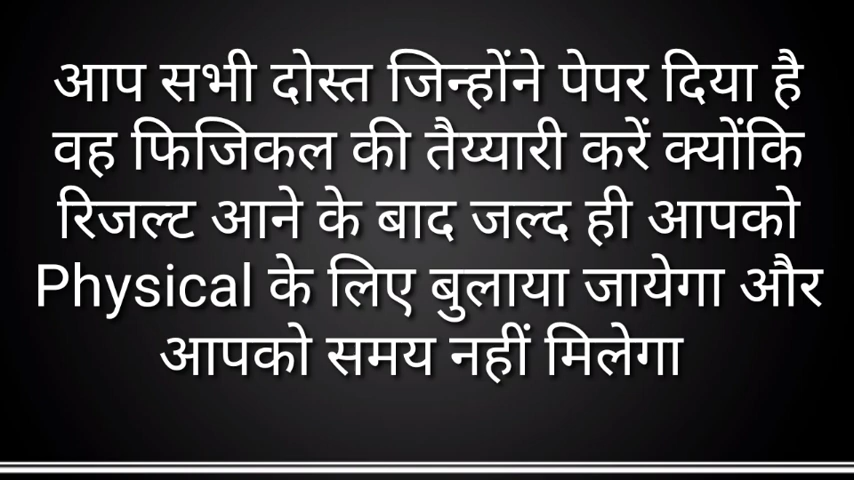 आप सभी दोस्त जिन्होंने पेपर दिया है
वह फिजिकल की तैय्यारी करें क्योंकि
रिजल्ट आने के बाद जल्द ही आपको
Physical के लिए बुलाया जायेगा और
आपको समय नहीं मिलेगा